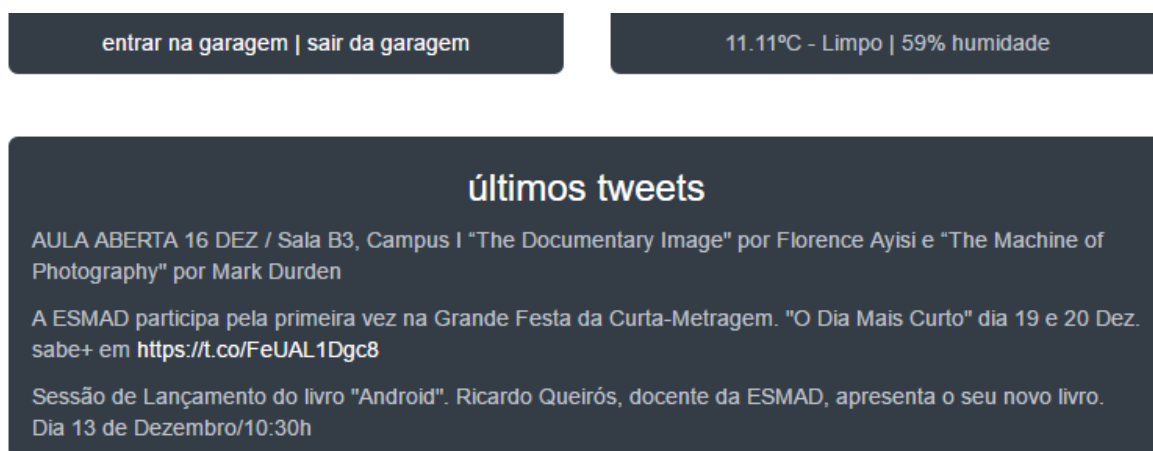 entrar na garagem | sair da garagem
11.11ºC - Limpo | 59% humidade
últimos tweets
AULA ABERTA 16 DEZ / Sala B3, Campus I “The Documentary Image" por Florence Ayisi e “The Machine of
Photography" por Mark Durden
A ESMAD participa pela primeira vez na Grande Festa da Curta-Metragem. "O Dia Mais Curto" dia 19 e 20 Dez.
sabe+ em https://t.co/FeUAL1Dgc8
Sessão de Lançamento do livro "Android". Ricardo Queirós, docente da ESMAD, apresenta o seu novo livro.
Dia 13 de Dezembro/10:30h